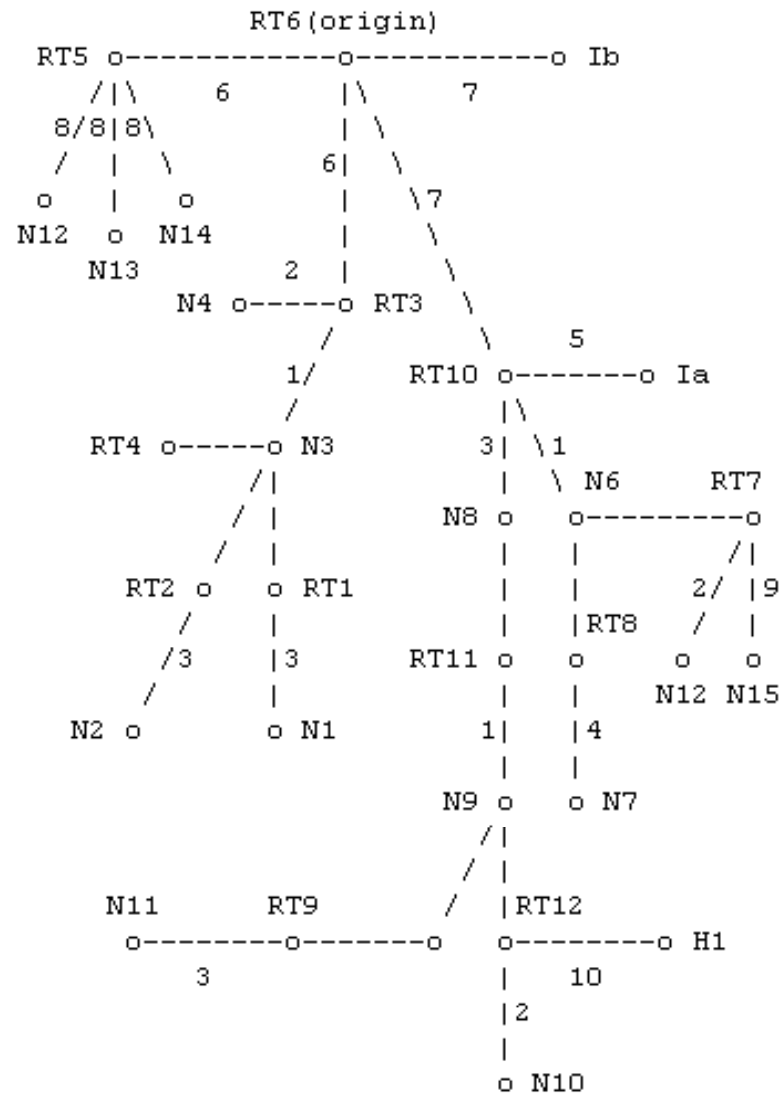 RT6(origin)
    RT5 o------------o-----------o Ib
       /|\    6      |\     7
     8/8|8\          | \
     /  |  \        6|  \
    o   |   o        |   \7
   N12  o  N14       |    \
       N13        2  |     \
            N4 o-----o RT3  \
                    /        \    5
                  1/     RT10 o-------o Ia
                  /           |\
       RT4 o-----o N3        3| \1
                /|            |  \ N6     RT7
               / |         N8 o   o---------o
              /  |            |   |        /|
         RT2 o   o RT1        |   |      2/ |9
            /    |            |   |RT8   /  |
           /3    |3      RT11 o   o     o   o
          /      |            |   |    N12 N15
      N2 o       o N1        1|   |4
                              |   |
                           N9 o   o N7
                             /|
                            / |
        N11      RT9       /  |RT12
         o--------o-------o   o--------o H1
             3                |   10
                              |2
                              |
                              o N10